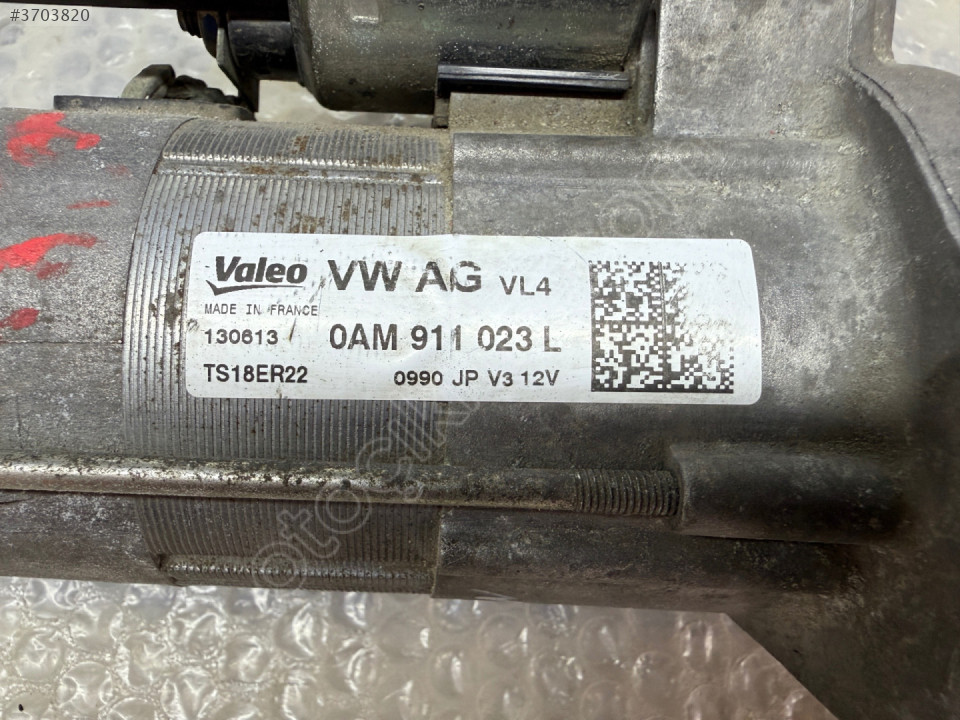 #3703820
Valeo VW AG VL4
MADE IN FRANCE
130613 0AM 911 023 L
TS18ER22 0990 JP V3 12V